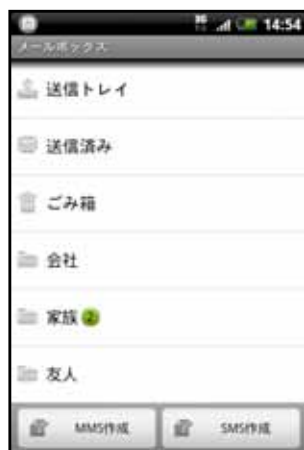 14:54
メールボックス
送信トレイ
送信済み
ごみ箱
会社
家族 2
友人
MMS作成 SMS作成